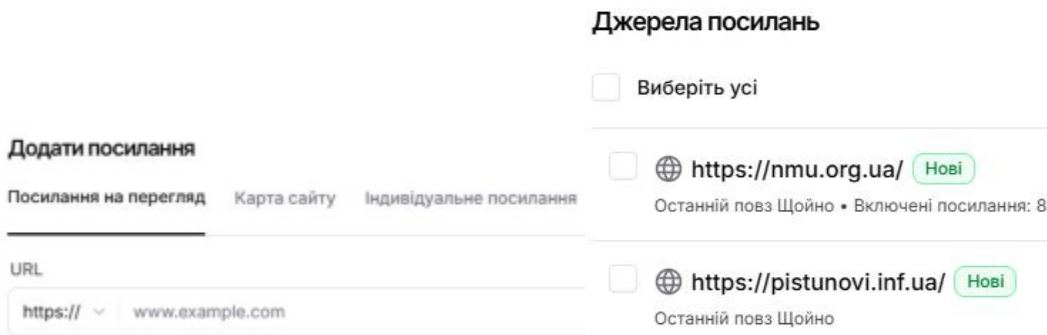 Додати посилання
Посилання на перегляд Карта сайту Індивідуальне посилання
URL
https:// www.example.com
Джерела посилань
Виберіть усі
https://nmu.org.ua/ Нові
Останній повз Щойно • Включені посилання: 8
https://pistunovi.inf.ua/ Нові
Останній повз Щойно